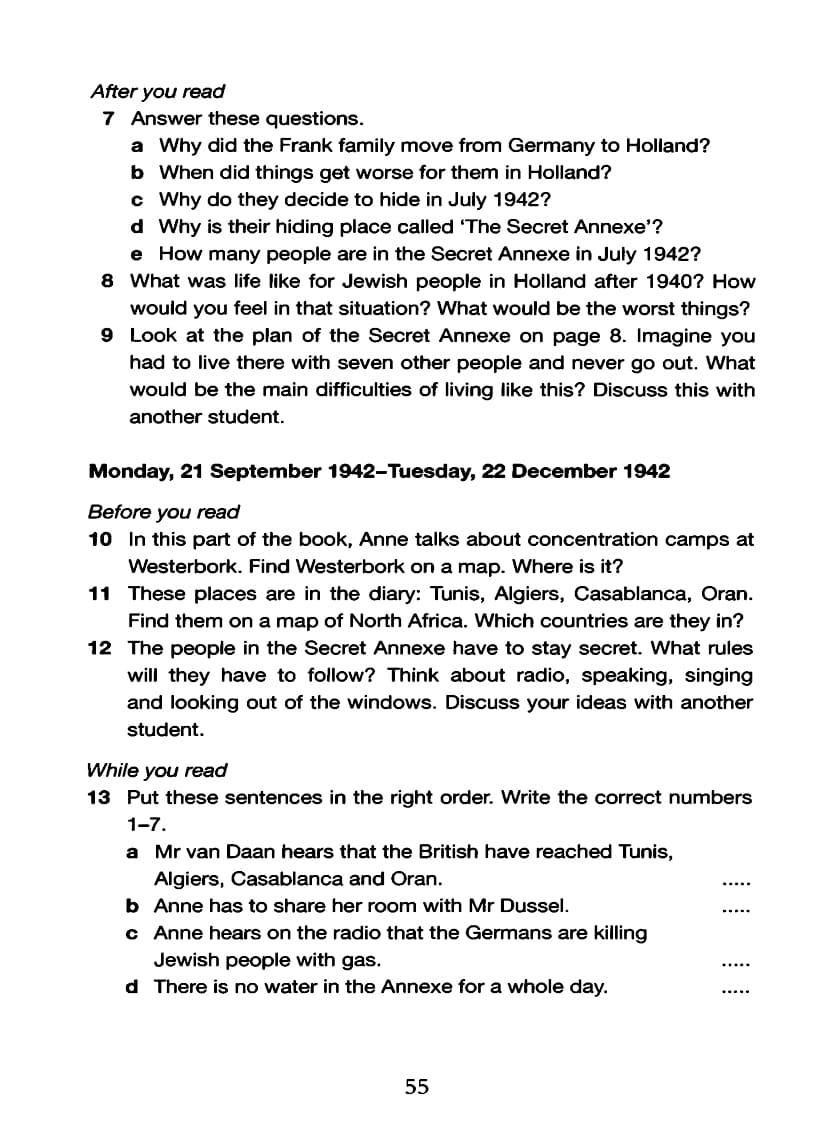 After you read
7 Answer these questions.
a Why did the Frank family move from Germany to Holland?
b When did things get worse for them in Holland?
c Why do they decide to hide in July 1942?
d Why is their hiding place called ‘The Secret Annexe’?
e How many people are in the Secret Annexe in July 1942?
8 What was life like for Jewish people in Holland after 1940? How
would you feel in that situation? What would be the worst things?
9 Look at the plan of the Secret Annexe on page 8. Imagine you
had to live there with seven other people and never go out. What
would be the main difficulties of living like this? Discuss this with
another student.
Monday, 21 September 1942–Tuesday, 22 December 1942
Before you read
10 In this part of the book, Anne talks about concentration camps at
Westerbork. Find Westerbork on a map. Where is it?
11 These places are in the diary: Tunis, Algiers, Casablanca, Oran.
Find them on a map of North Africa. Which countries are they in?
12 The people in the Secret Annexe have to stay secret. What rules
will they have to follow? Think about radio, speaking, singing
and looking out of the windows. Discuss your ideas with another
student.
While you read
13 Put these sentences in the right order. Write the correct numbers
1–7.
a Mr van Daan hears that the British have reached Tunis,
Algiers, Casablanca and Oran. .....
b Anne has to share her room with Mr Dussel. .....
c Anne hears on the radio that the Germans are killing
Jewish people with gas. .....
d There is no water in the Annexe for a whole day. .....
55